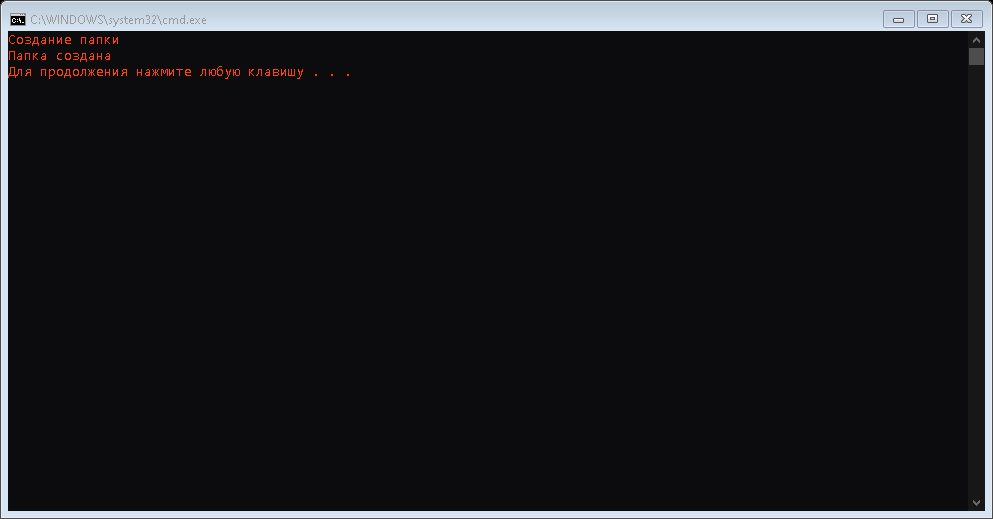 C:\WINDOWS\system32\cmd.exe
Создание папки
Папка создана
Для продолжения нажмите любую клавишу . . .